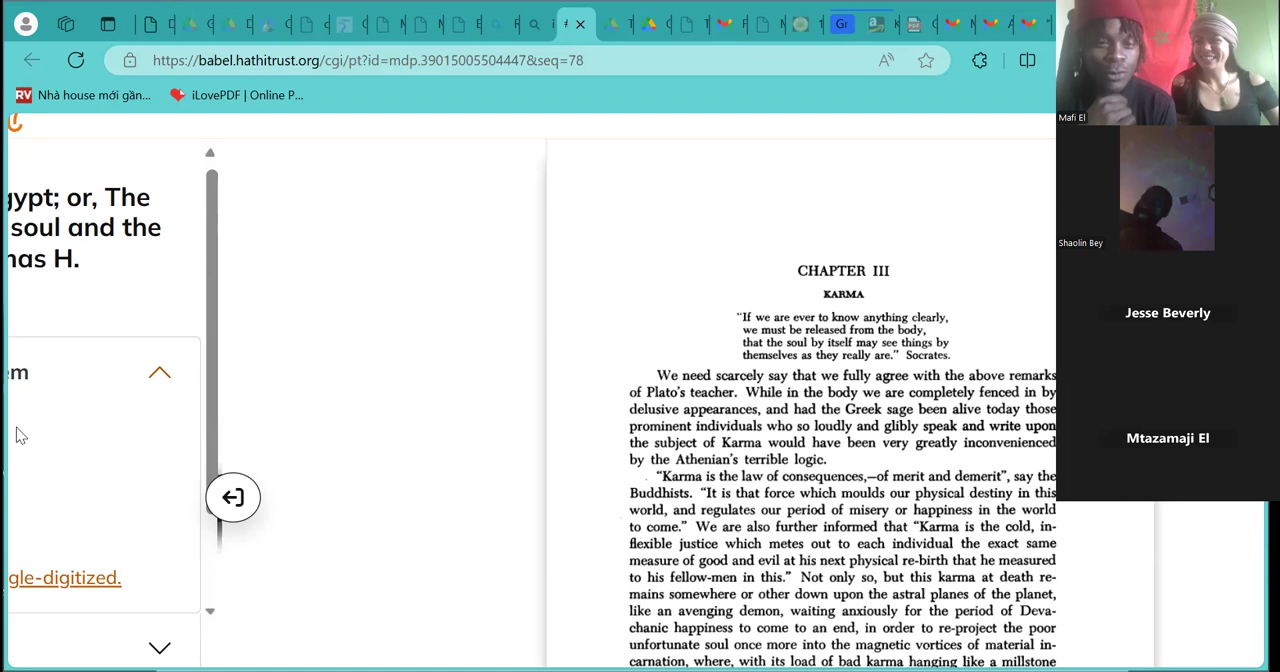 https://babel.hathitrust.org/cgi/pt?id=mdp.39015005504447&seq=78
RV Nhà house mới gần...
iLovePDF | Online P...
gypt; or, The
soul and the
nas H.
em
gle-digitized.
CHAPTER III
KARMA
"If we are ever to know anything clearly,
we must be released from the body,
that the soul by itself may see things by
themselves as they really are." Socrates.
We need scarcely say that we fully agree with the above remarks
of Plato's teacher. While in the body we are completely fenced in by
delusive appearances, and had the Greek sage been alive today those
prominent individuals who so loudly and glibly speak and write upon
the subject of Karma would have been very greatly inconvenienced
by the Athenian's terrible logic.
"Karma is the law of consequences,—of merit and demerit", say the
Buddhists. "It is that force which moulds our physical destiny in this
world, and regulates our period of misery or happiness in the world
to come." We are also further informed that "Karma is the cold, in-
flexible justice which metes out to each individual the exact same
measure of good and evil at his next physical re-birth that he measured
to his fellow-men in this." Not only so, but this karma at death re-
mains somewhere or other down upon the astral planes of the planet,
like an avenging demon, waiting anxiously for the period of Deva-
chanic happiness to come to an end, in order to re-project the poor
unfortunate soul once more into the magnetic vortices of material in-
carnation, where, with its load of bad karma hanging like a millstone
Mafi El
Shaolin Bey
Jesse Beverly
Mtazamaji El